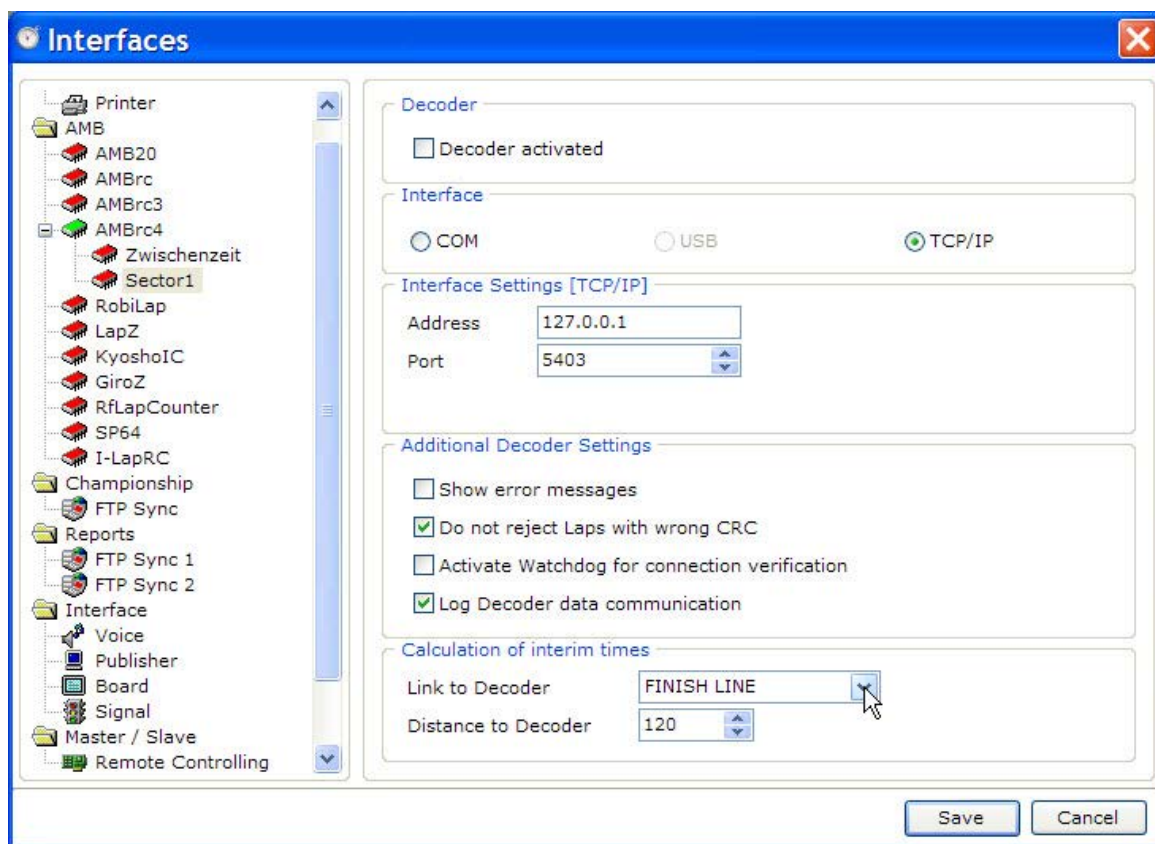 Interfaces
Printer
AMB
AMB20
AMBrc
AMBrc3
AMBrc4
Zwischenzeit
Sector1
RobiLap
LapZ
KyoshoIC
GiroZ
RfLapCounter
SP64
I-LapRC
Championship
FTP Sync
Reports
FTP Sync 1
FTP Sync 2
Interface
Voice
Publisher
Board
Signal
Master / Slave
Remote Controlling
Decoder
Decoder activated
Interface
COM USB TCP/IP
Interface Settings [TCP/IP]
Address 127.0.0.1
Port 5403
Additional Decoder Settings
Show error messages
Do not reject Laps with wrong CRC
Activate Watchdog for connection verification
Log Decoder data communication
Calculation of interim times
Link to Decoder FINISH LINE
Distance to Decoder 120
Save Cancel